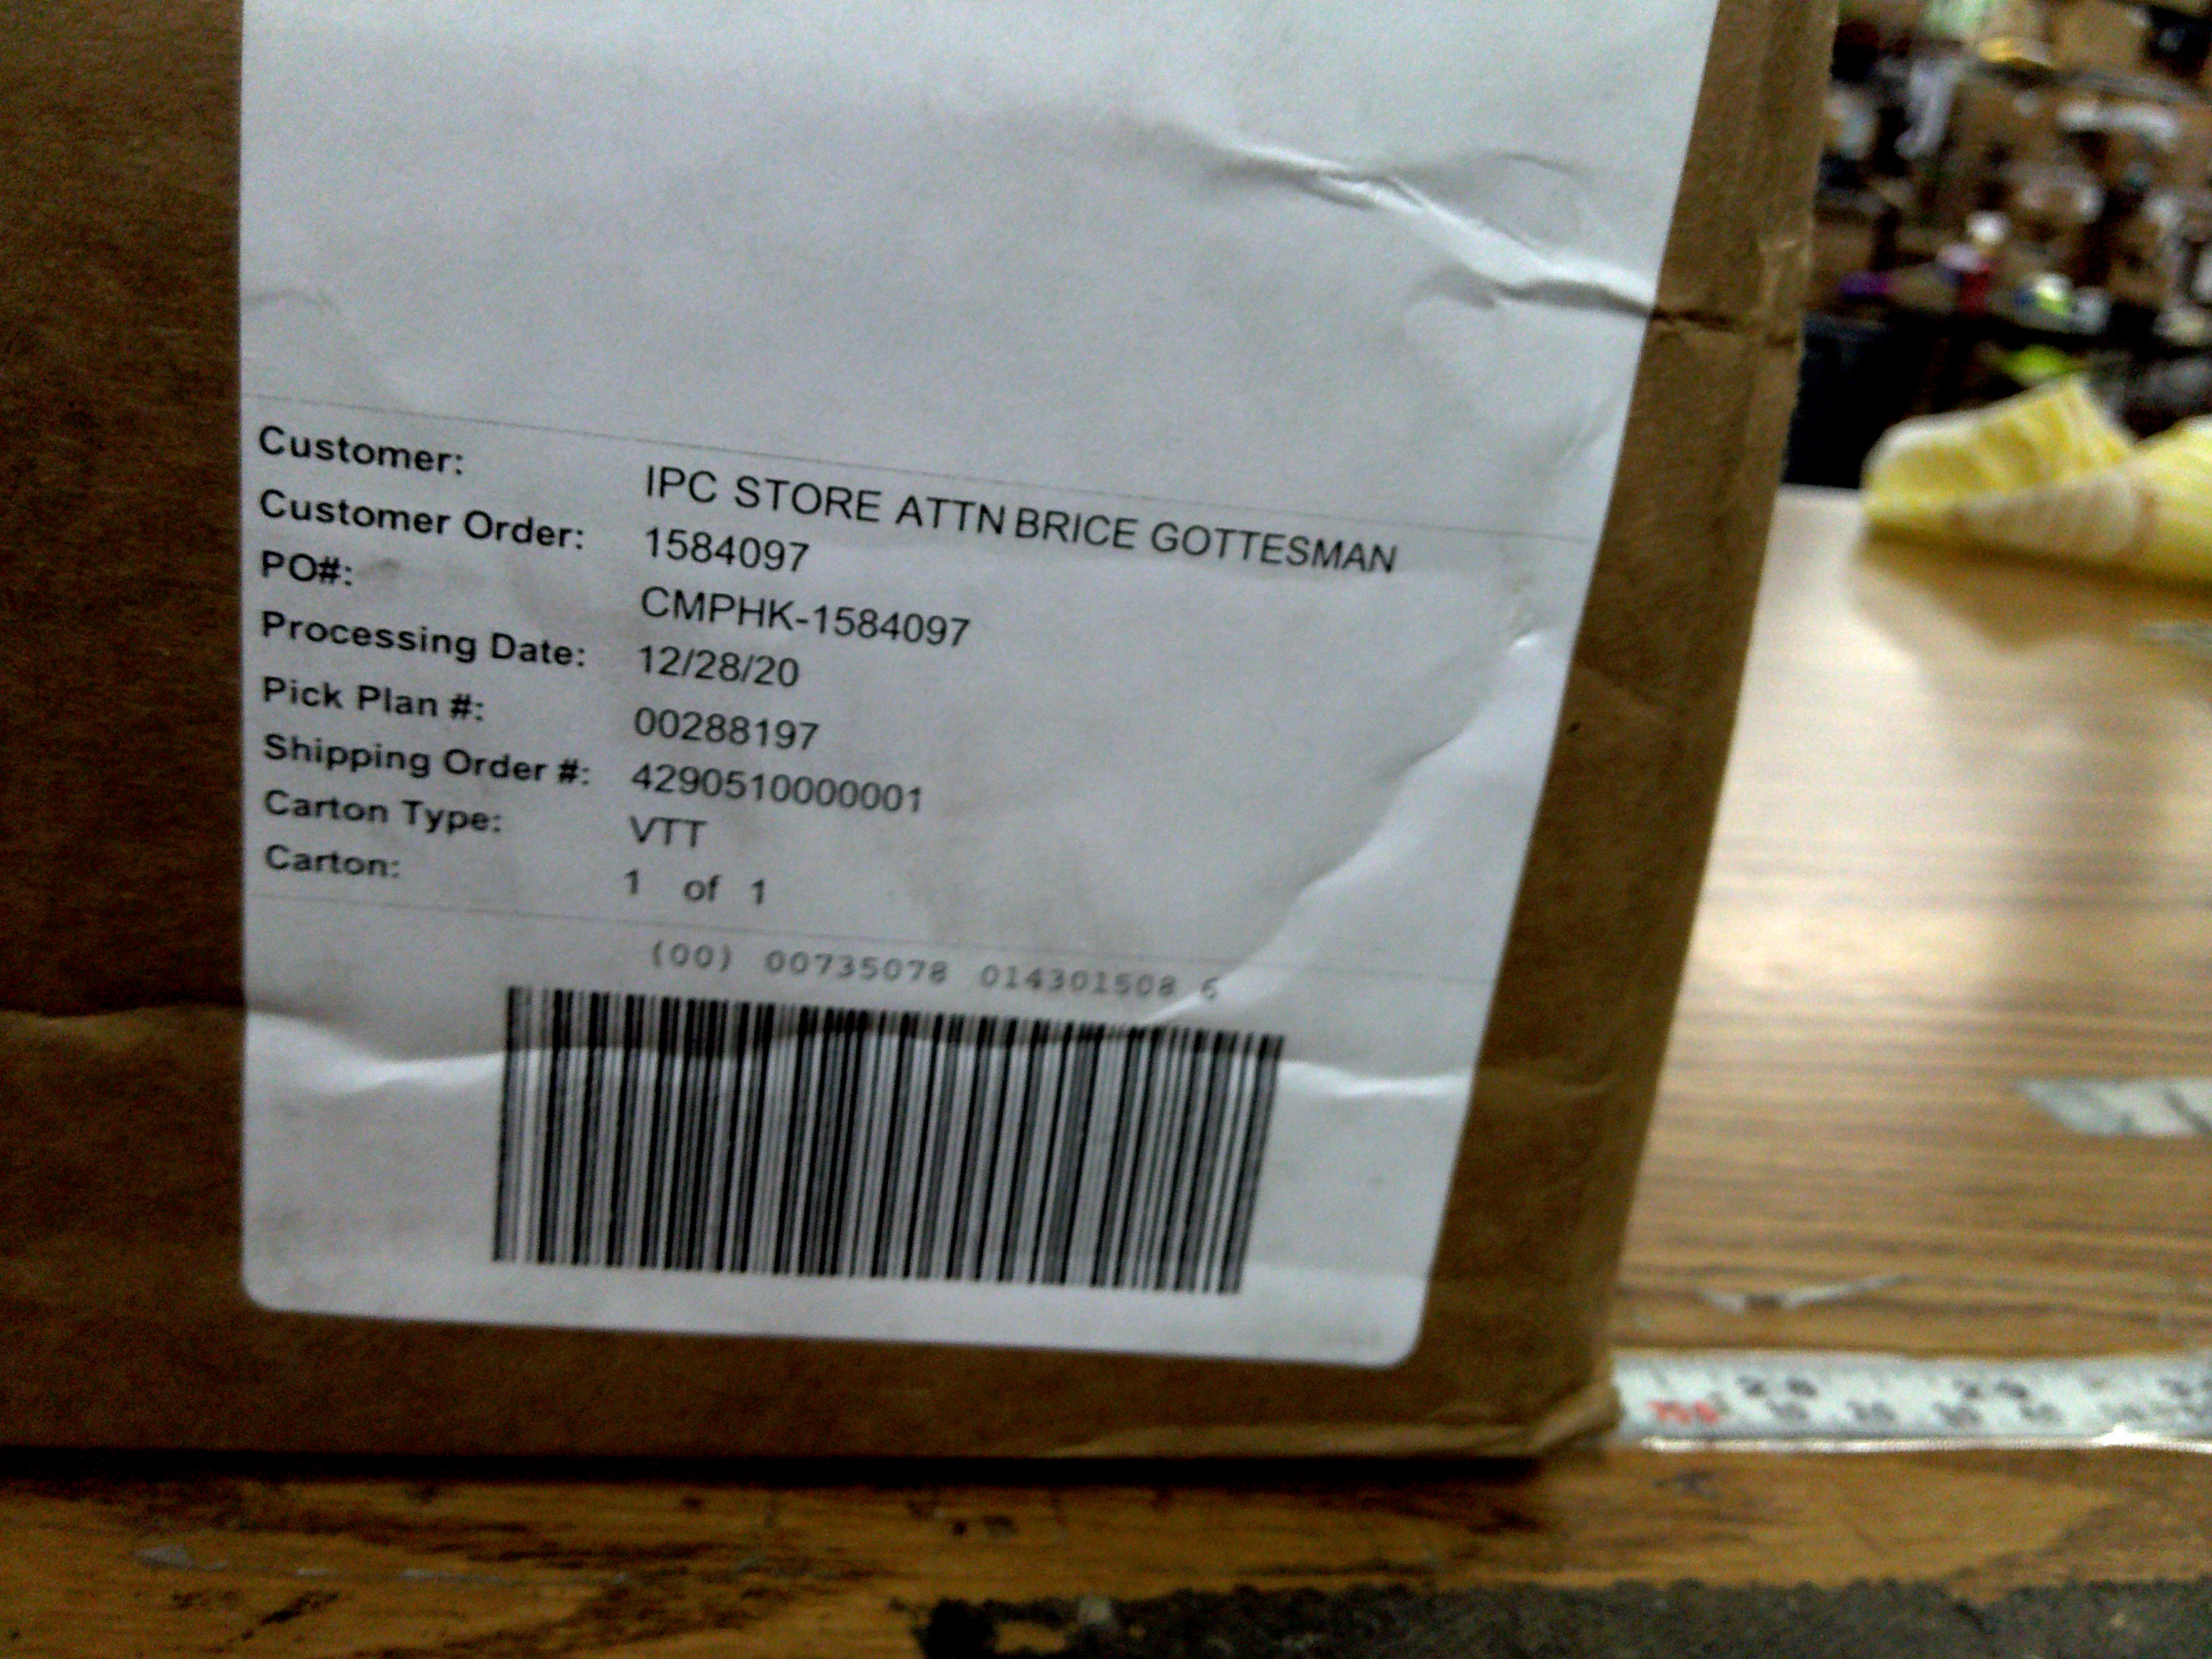 Customer: IPC STORE ATTN BRICE GOTTESMAN
Customer Order: 1584097
PO#: CMPHK-1584097
Processing Date: 12/28/20
Pick Plan #: 00288197
Shipping Order #: 4290510000001
Carton Type: VTT
Carton: 1 of 1
(00) 00735078 014301508 6